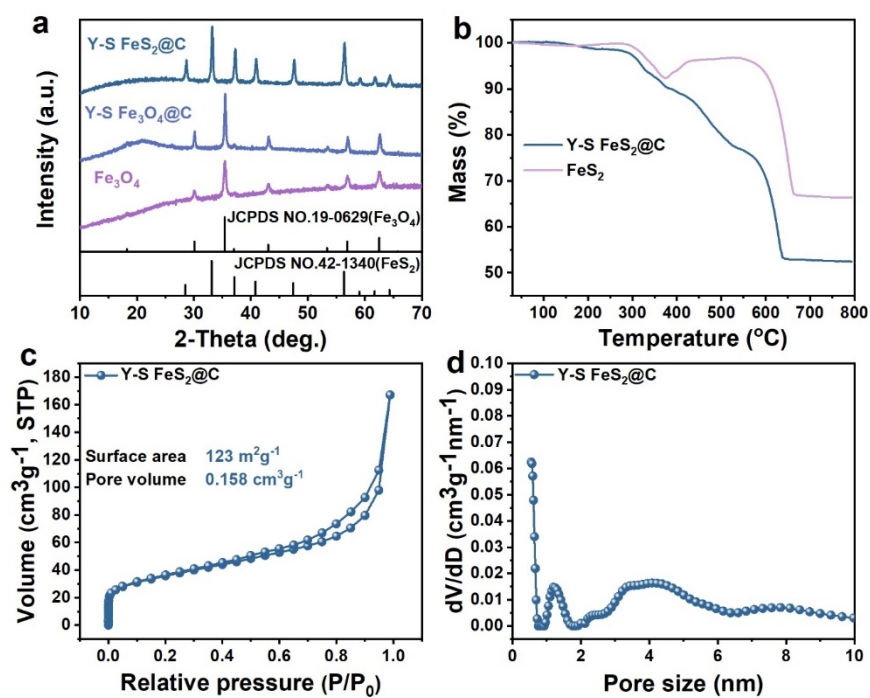 a
Y-S FeS₂@C
Y-S Fe₃O₄@C
Fe₃O₄
JCPDS NO.19-0629(Fe₃O₄)
JCPDS NO.42-1340(FeS₂)
Intensity (a.u.)
10 20 30 40 50 60 70
2-Theta (deg.)
b
100
90
80
70
60
50
Mass (%)
Y-S FeS₂@C
FeS₂
100 200 300 400 500 600 700 800
Temperature (°C)
c
Y-S FeS₂@C
180
160
140
120
100
80
60
40
20
0
Volume (cm³g⁻¹, STP)
Surface area 123 m²g⁻¹
Pore volume 0.158 cm³g⁻¹
0.0 0.2 0.4 0.6 0.8 1.0
Relative pressure (P/P₀)
d
Y-S FeS₂@C
0.10
0.09
0.08
0.07
0.06
0.05
0.04
0.03
0.02
0.01
0.00
dV/dD (cm³g⁻¹nm⁻¹)
0 2 4 6 8 10
Pore size (nm)